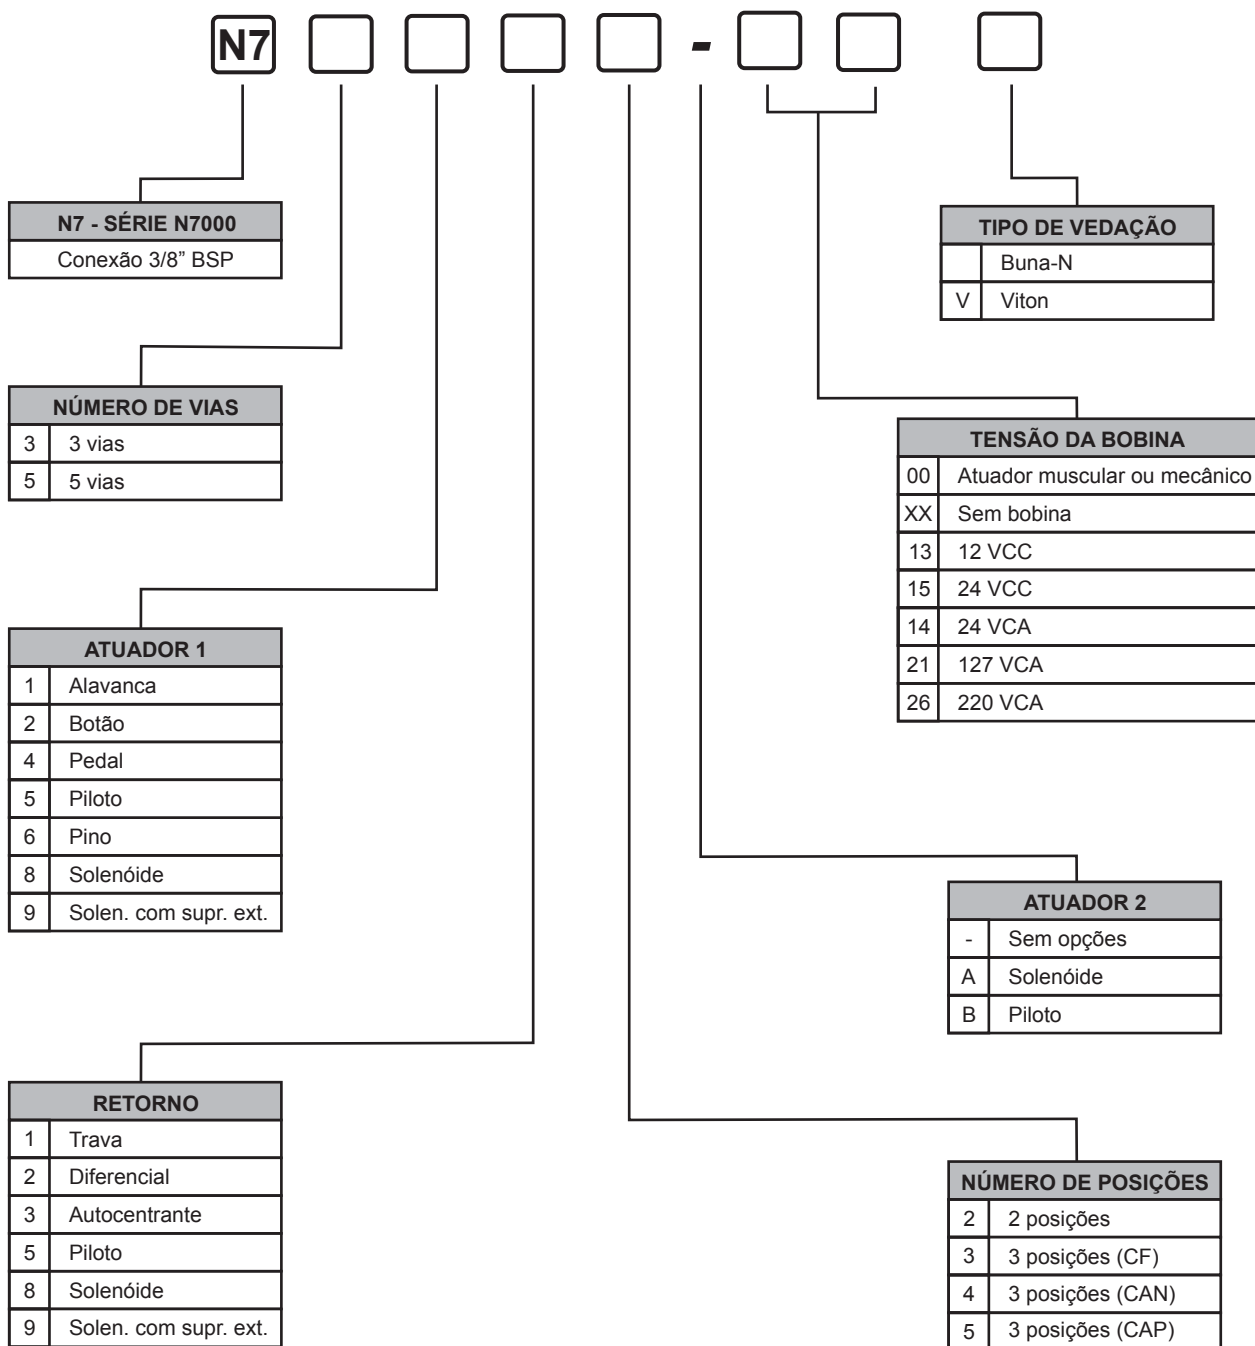 N7 -
N7 - SÉRIE N7000
Conexão 3/8” BSP
NÚMERO DE VIAS
3 3 vias
5 5 vias
ATUADOR 1
1 Alavanca
2 Botão
4 Pedal
5 Piloto
6 Pino
8 Solenóide
9 Solen. com supr. ext.
RETORNO
1 Trava
2 Diferencial
3 Autocentrante
5 Piloto
8 Solenóide
9 Solen. com supr. ext.
TIPO DE VEDAÇÃO
Buna-N
V Viton
TENSÃO DA BOBINA
00 Atuador muscular ou mecânico
XX Sem bobina
13 12 VCC
15 24 VCC
14 24 VCA
21 127 VCA
26 220 VCA
ATUADOR 2
- Sem opções
A Solenóide
B Piloto
NÚMERO DE POSIÇÕES
2 2 posições
3 3 posições (CF)
4 3 posições (CAN)
5 3 posições (CAP)